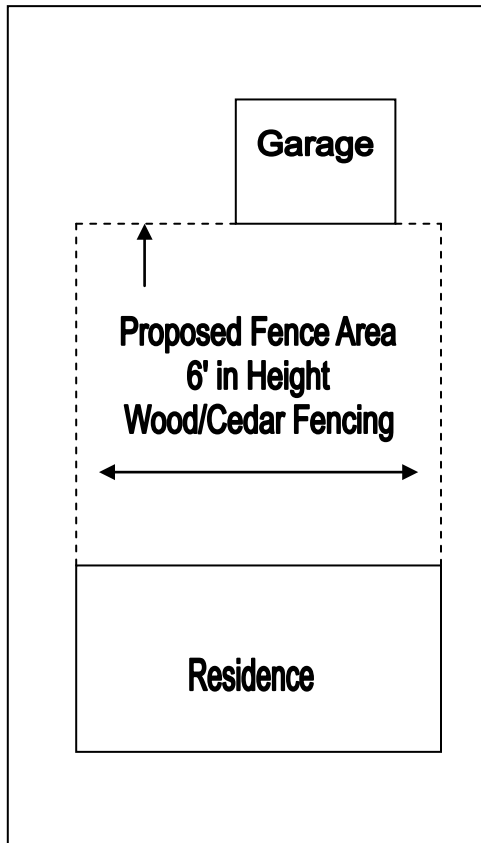 Garage
Proposed Fence Area
6' in Height
Wood/Cedar Fencing
Residence